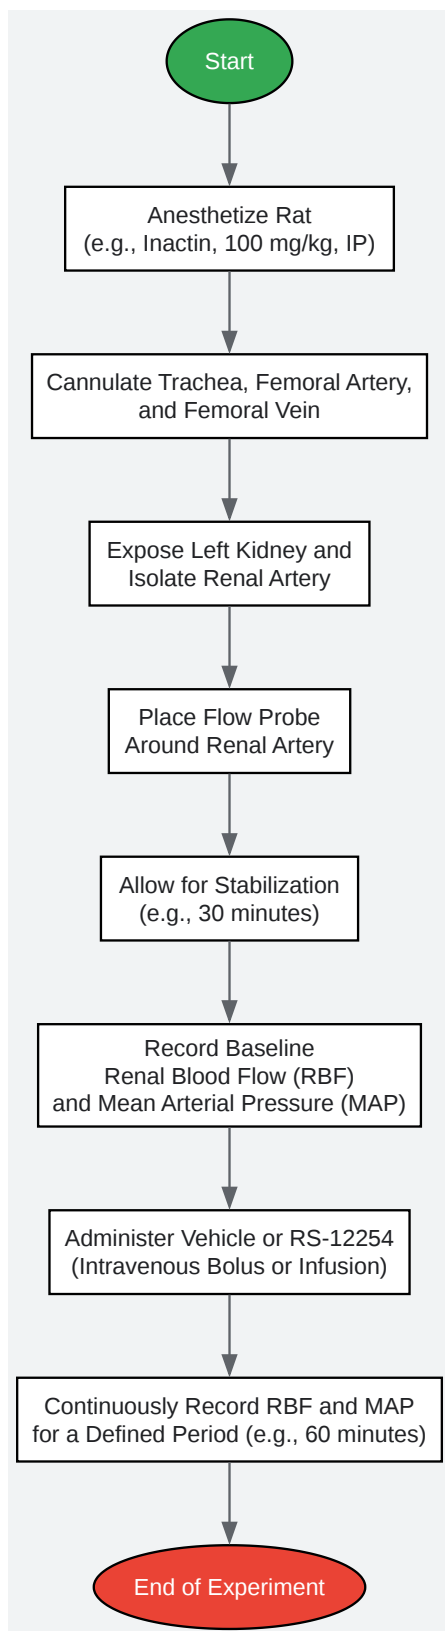 Start
Anesthetize Rat
(e.g., Inactin, 100 mg/kg, IP)
Cannulate Trachea, Femoral Artery,
and Femoral Vein
Expose Left Kidney and
Isolate Renal Artery
Place Flow Probe
Around Renal Artery
Allow for Stabilization
(e.g., 30 minutes)
Record Baseline
Renal Blood Flow (RBF)
and Mean Arterial Pressure (MAP)
Administer Vehicle or RS-12254
(Intravenous Bolus or Infusion)
Continuously Record RBF and MAP
for a Defined Period (e.g., 60 minutes)
End of Experiment